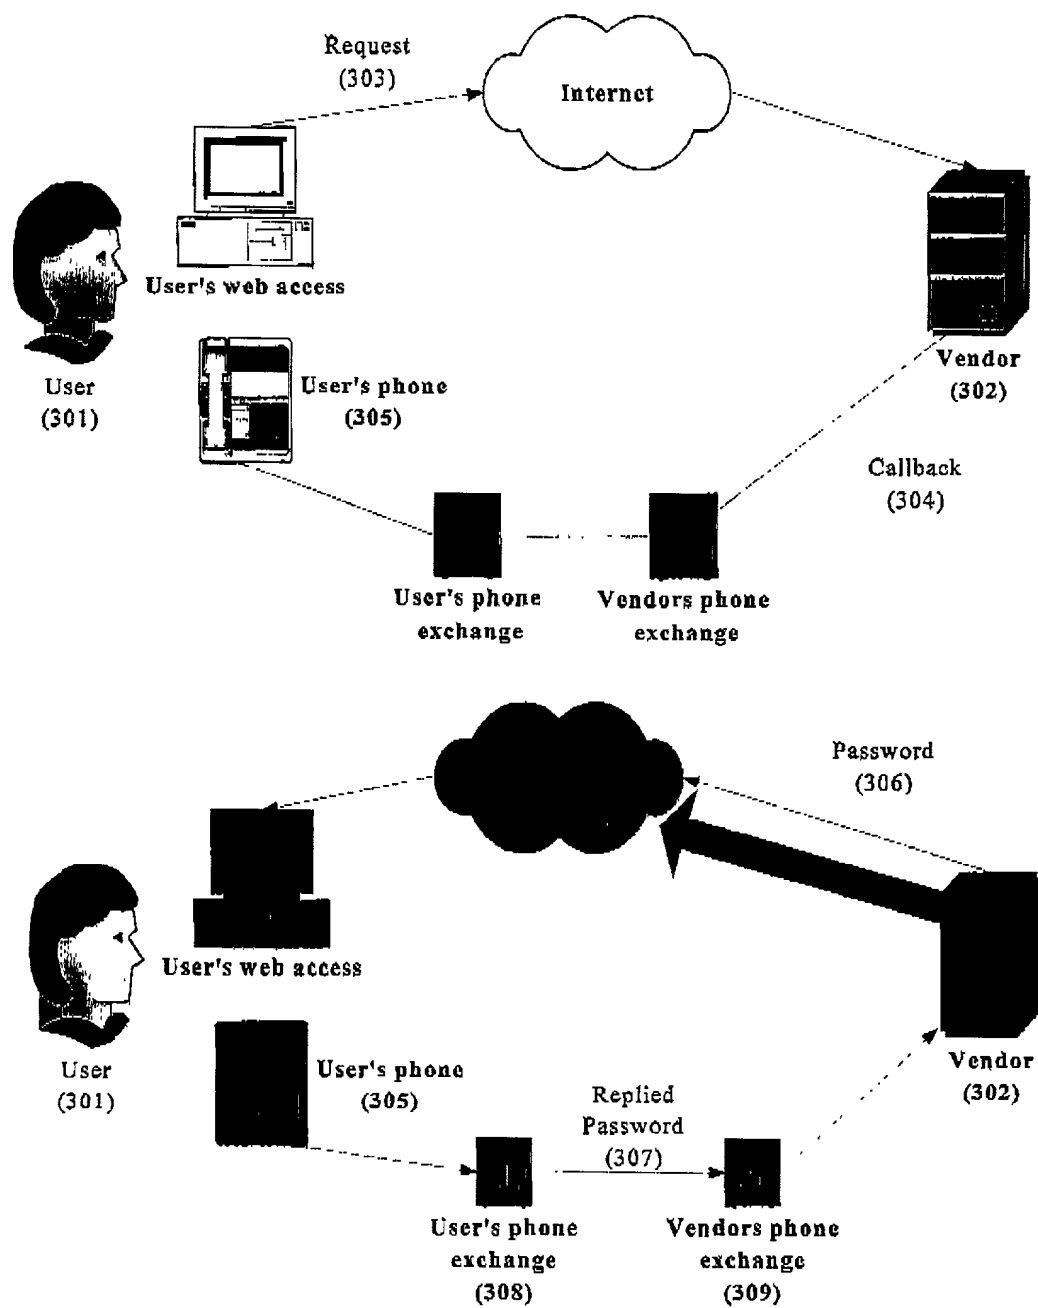 Request
(303)
Internet
User's web access
User
(301)
User's phone
(305)
Vendor
(302)
Callback
(304)
User's phone
exchange
Vendors phone
exchange
Password
(306)
User's web access
User
(301)
User's phone
(305)
Replied
Password
(307)
Vendor
(302)
User's phone
exchange
(308)
Vendors phone
exchange
(309)